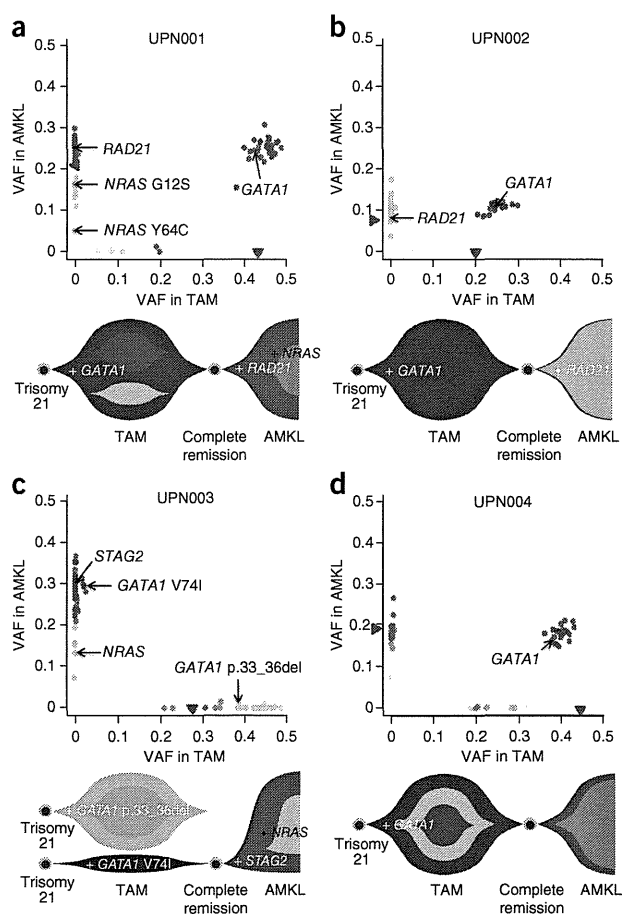 a
UPN001
VAF in AMKL
0.5
0.4
0.3
0.2
0.1
0
RAD21
NRAS G12S
NRAS Y64C
GATA1
0 0.1 0.2 0.3 0.4 0.5
VAF in TAM
+ GATA1
+ RAD21
+ NRAS
Trisomy
21
TAM
Complete
remission
AMKL
b
UPN002
VAF in AMKL
0.5
0.4
0.3
0.2
0.1
0
GATA1
RAD21
0 0.1 0.2 0.3 0.4 0.5
VAF in TAM
+ GATA1
+ RAD21
Trisomy
21
TAM
Complete
remission
AMKL
c
UPN003
VAF in AMKL
0.5
0.4
0.3
0.2
0.1
0
STAG2
GATA1 V74I
NRAS
GATA1 p.33_36del
0 0.1 0.2 0.3 0.4 0.5
VAF in TAM
+ GATA1 p.33_36del
Trisomy
21
+ GATA1 V74I
+ NRAS
+ STAG2
Trisomy
21
TAM
Complete
remission
AMKL
d
UPN004
VAF in AMKL
0.5
0.4
0.3
0.2
0.1
0
GATA1
0 0.1 0.2 0.3 0.4 0.5
VAF in TAM
+ GATA1
Trisomy
21
TAM
Complete
remission
AMKL